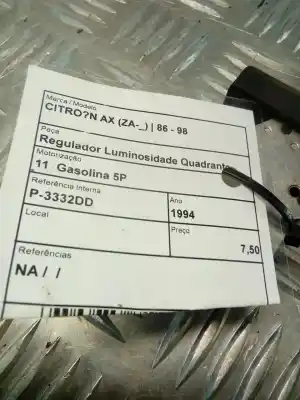 Marca / Modelo
CITRO?N AX (ZA-_) | 86 - 98
Peça
Regulador Luminosidade Quadrante
Motorização
11 Gasolina 5P
Referência Interna
P-3332DD
Ano
1994
Local
Preço
7,50
Referências
NA / /